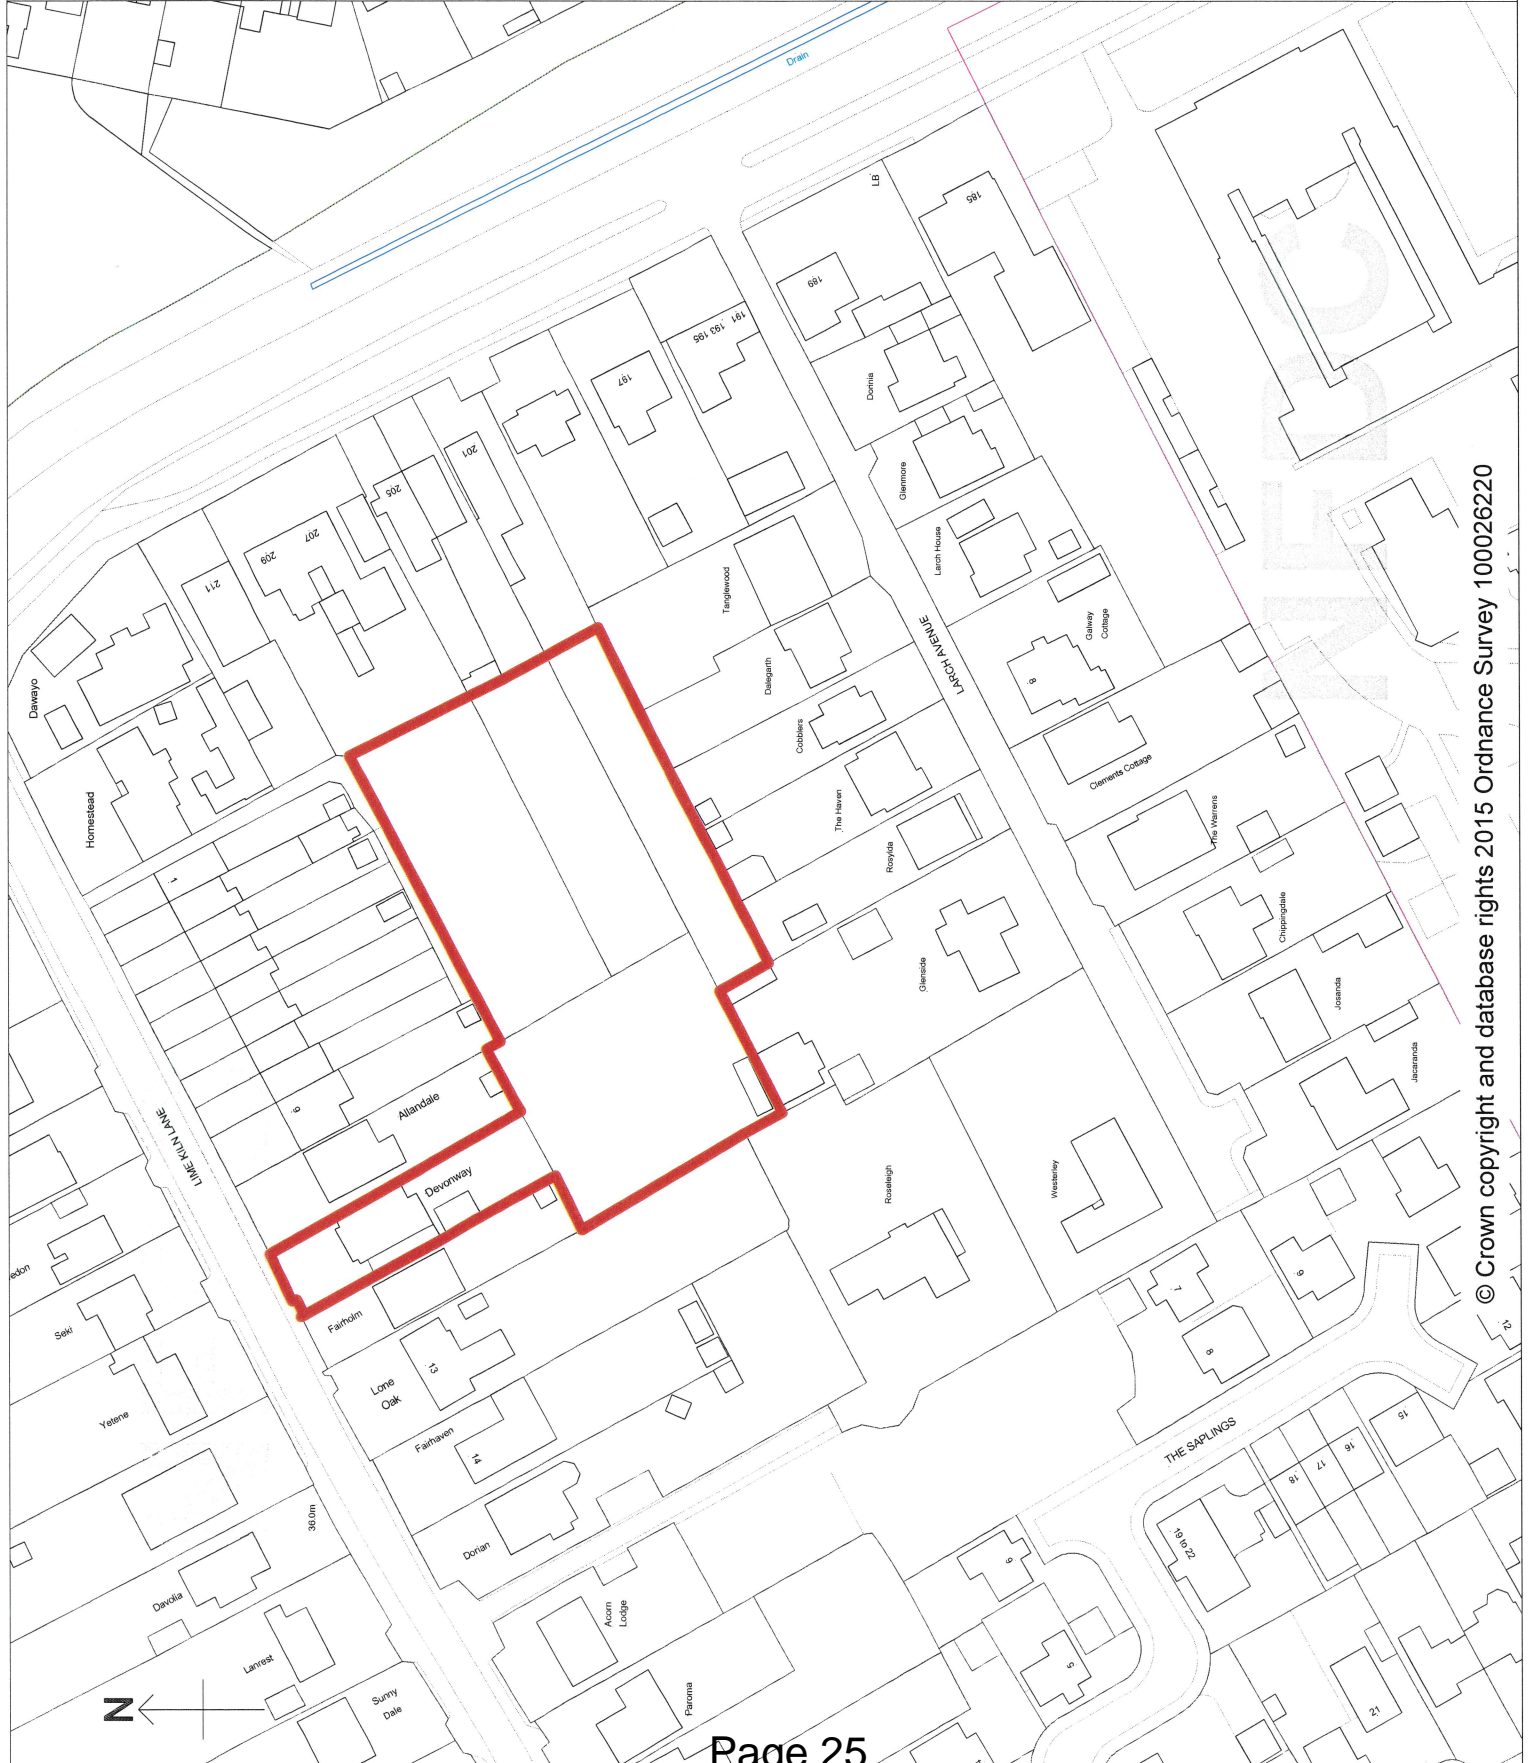 Drain
LB
185
189
191
193 195
197
Dorinia
Glenmore
201
205
207
209
211
Larch House
Tanglewood
LARCH AVENUE
Galway
Cottage
8
Dawayo
Dalegarth
Cobblers
Clements Cottage
Homestead
The Haven
The Warrens
Rosylda
1
Chippingdale
Glenside
Josanda
Jacaranda
9
Allandale
LIME KILN LANE
Devonway
Roseleigh
Westerley
edon
Seki
Fairholm
7
9
8
12
Yetene
Lone
Oak
13
Fairhaven
14
THE SAPLINGS
15
16
17
18
19 to 22
36.0m
Dorian
6
Davolia
Acorn
Lodge
5
Lanrest
Sunny
Dale
Paroma
21
N
NFDC
© Crown copyright and database rights 2015 Ordnance Survey 100026220
Page 25